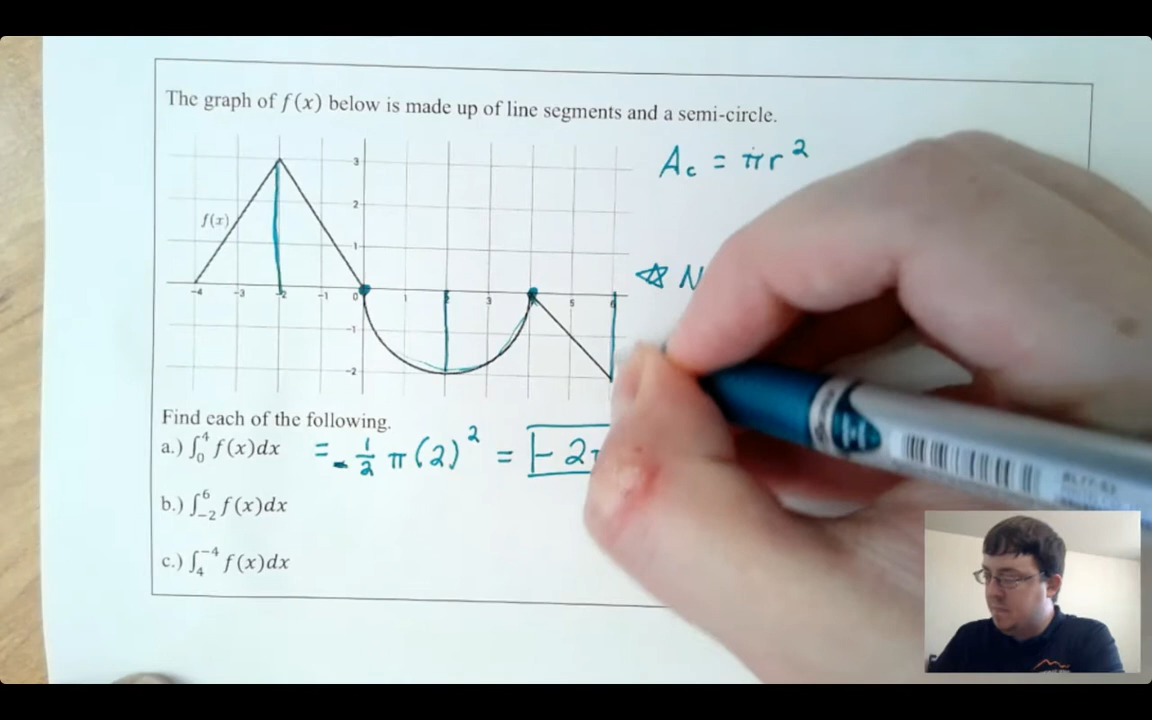 The graph of f(x) below is made up of line segments and a semi-circle.
A_c = πr²
f(x)
3
2
1
-4 -3 -2 -1 0 1 3 5 6
-1
-2
☆ N
Find each of the following.
a.) ∫₀⁴ f(x)dx = -½ π(2)² = -2π
b.) ∫₋₂⁶ f(x)dx
c.) ∫₄⁻⁴ f(x)dx